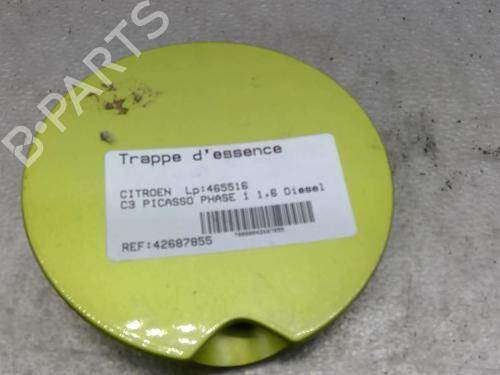 B-PARTS
Trappe d'essence
CITROEN Lp:465516
C3 PICASSO PHASE 1 1.6 Diesel
REF:42687855